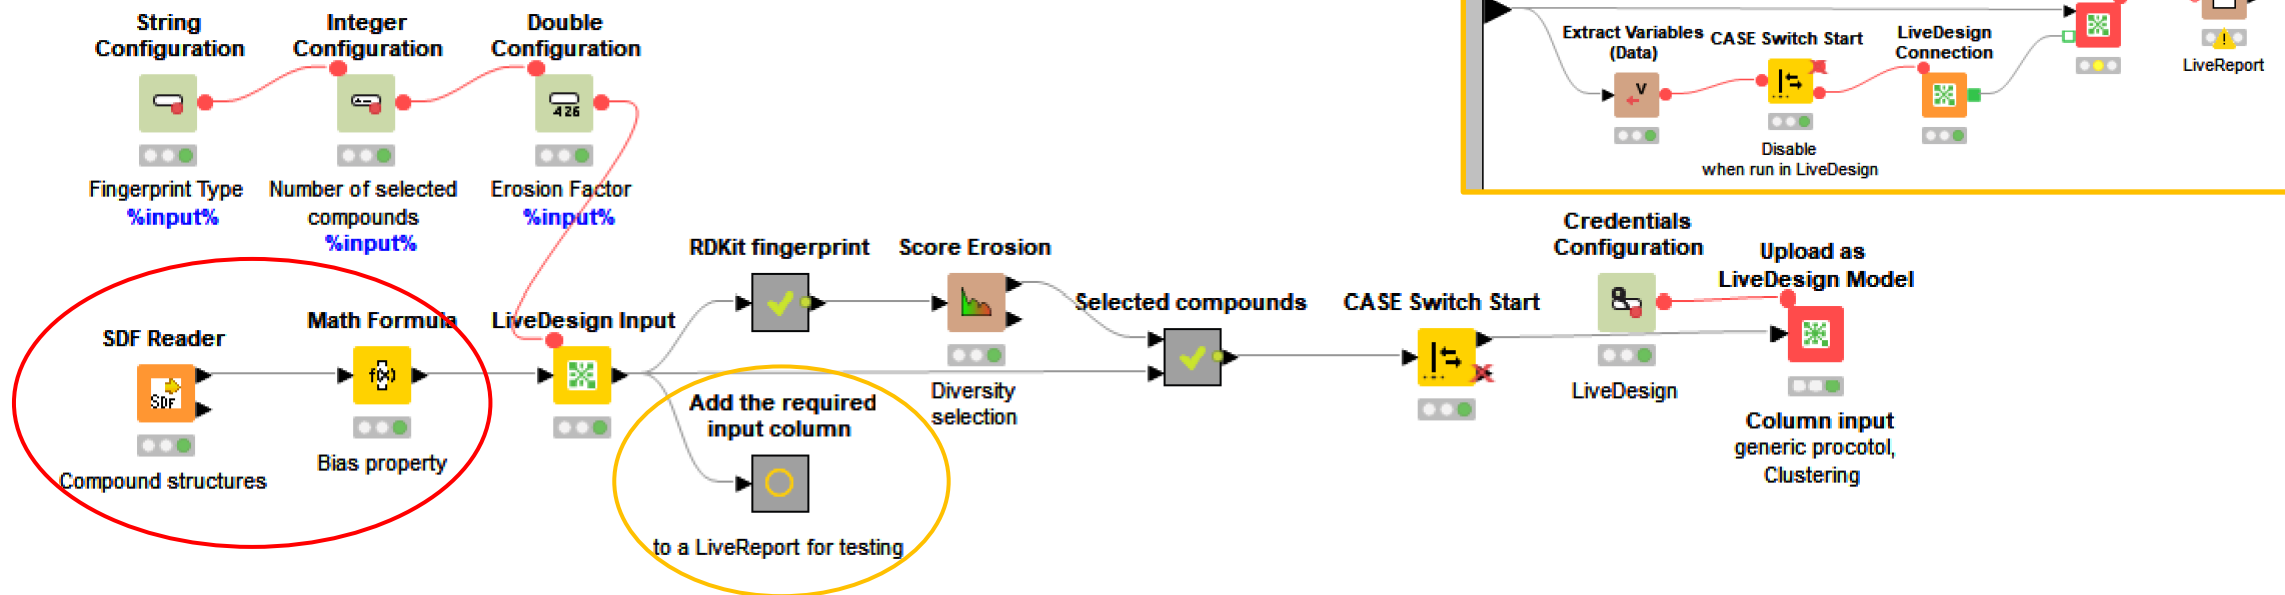 String
Configuration
Fingerprint Type
%input%
Integer
Configuration
Number of selected
compounds
%input%
Double
Configuration
426
Erosion Factor
%input%
Extract Variables
(Data)
V
CASE Switch Start
Disable
when run in LiveDesign
LiveDesign
Connection
LiveReport
SDF Reader
SDF
Compound structures
Math Formula
f(x)
Bias property
LiveDesign Input
RDKit fingerprint
Score Erosion
Diversity
selection
Add the required
input column
to a LiveReport for testing
Selected compounds
CASE Switch Start
Credentials
Configuration
LiveDesign
Upload as
LiveDesign Model
Column input
generic procotol,
Clustering